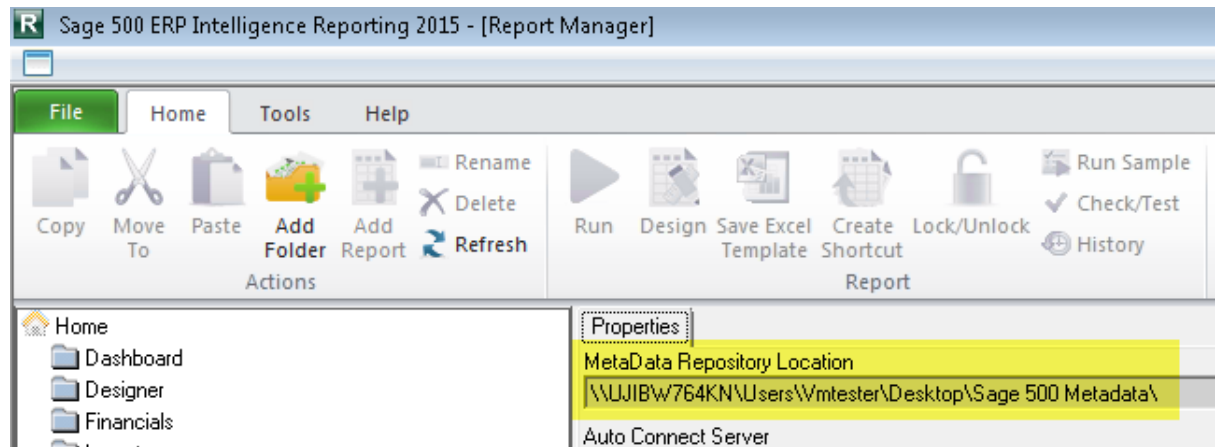 R Sage 500 ERP Intelligence Reporting 2015 - [Report Manager]
File Home Tools Help
Copy
Move To
Paste
Add Folder
Add Report
Rename
Delete
Refresh
Actions
Run
Design
Save Excel Template
Create Shortcut
Lock/Unlock
Run Sample
Check/Test
History
Report
Home
Dashboard
Designer
Financials
Properties
MetaData Repository Location
\\UJIBW764KN\Users\Vmtester\Desktop\Sage 500 Metadata\
Auto Connect Server